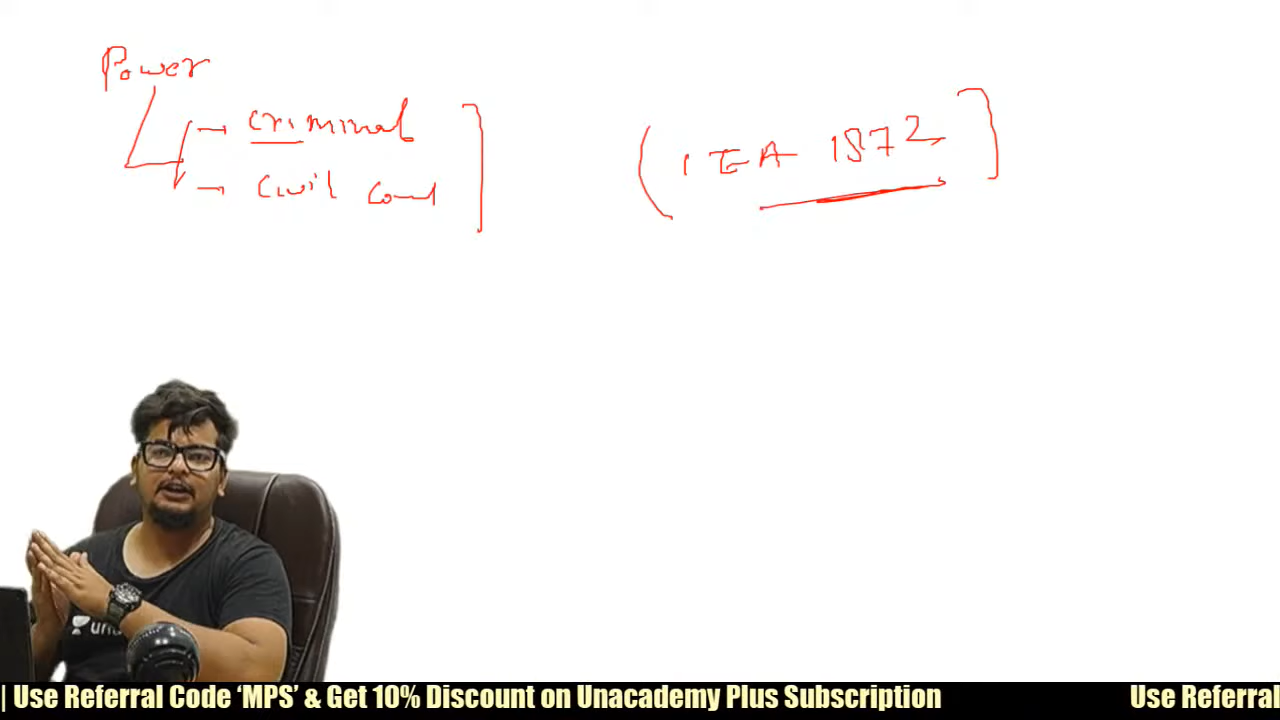 Power
→ criminal
→ civil court
( IEA 1872 ]
una
| Use Referral Code ‘MPS’ & Get 10% Discount on Unacademy Plus Subscription Use Referral